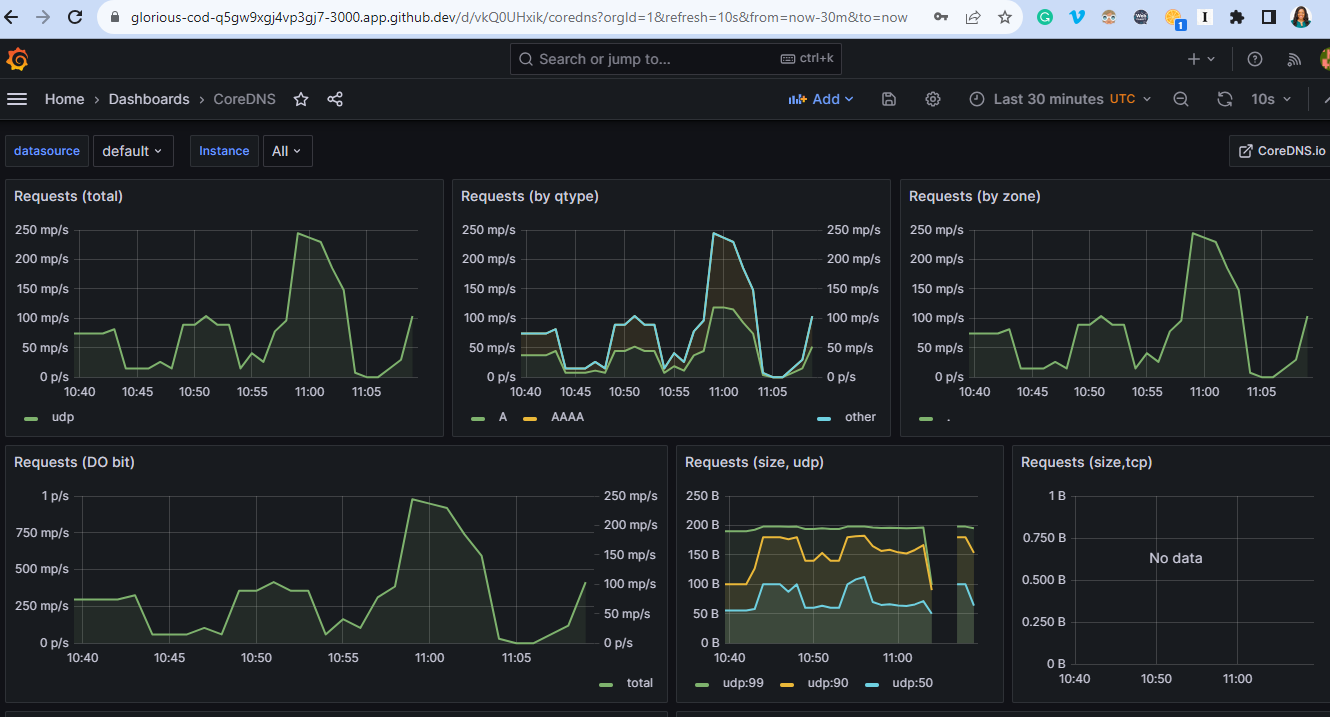 glorious-cod-q5gw9xgj4vp3gj7-3000.app.github.dev/d/vkQ0UHxik/coredns?orgId=1&refresh=10s&from=now-30m&to=now
1
I
Search or jump to...
ctrl+k
Home › Dashboards › CoreDNS
Add
Last 30 minutes UTC
10s
datasource
default
Instance
All
CoreDNS.io
Requests (total)
250 mp/s
200 mp/s
150 mp/s
100 mp/s
50 mp/s
0 p/s
10:40 10:45 10:50 10:55 11:00 11:05
udp
Requests (by qtype)
250 mp/s 250 mp/s
200 mp/s 200 mp/s
150 mp/s 150 mp/s
100 mp/s 100 mp/s
50 mp/s 50 mp/s
0 p/s 0 p/s
10:40 10:45 10:50 10:55 11:00 11:05
A AAAA other
Requests (by zone)
250 mp/s
200 mp/s
150 mp/s
100 mp/s
50 mp/s
0 p/s
10:40 10:45 10:50 10:55 11:00 11:05
.
Requests (DO bit)
1 p/s 250 mp/s
200 mp/s
750 mp/s
150 mp/s
500 mp/s
100 mp/s
250 mp/s
50 mp/s
0 p/s 0 p/s
10:40 10:45 10:50 10:55 11:00 11:05
total
Requests (size, udp)
250 B
200 B
150 B
100 B
50 B
0 B
10:40 10:50 11:00
udp:99 udp:90 udp:50
Requests (size,tcp)
1 B
0.750 B
No data
0.500 B
0.250 B
0 B
10:40 10:50 11:00